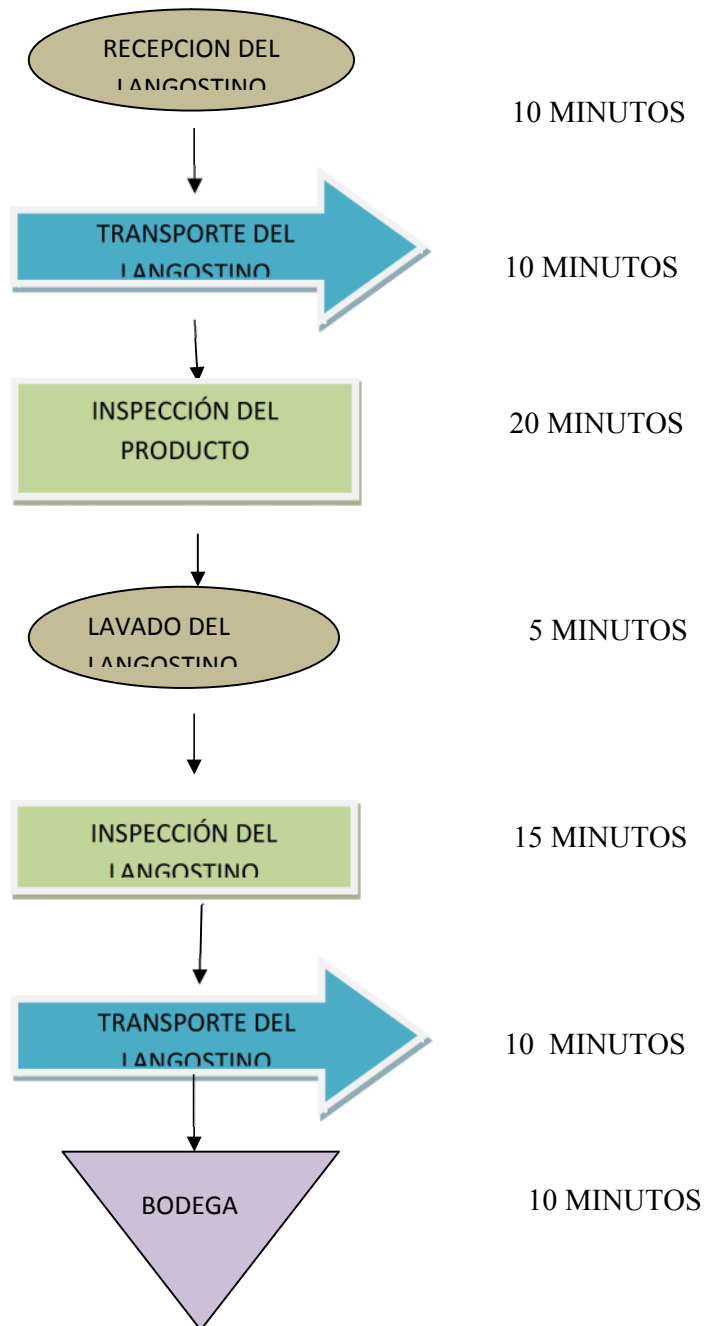 RECEPCION DEL
LANGOSTINO
10 MINUTOS
TRANSPORTE DEL
LANGOSTINO
10 MINUTOS
INSPECCIÓN DEL
PRODUCTO
20 MINUTOS
LAVADO DEL
LANGOSTINO
5 MINUTOS
INSPECCIÓN DEL
LANGOSTINO
15 MINUTOS
TRANSPORTE DEL
LANGOSTINO
10 MINUTOS
BODEGA
10 MINUTOS